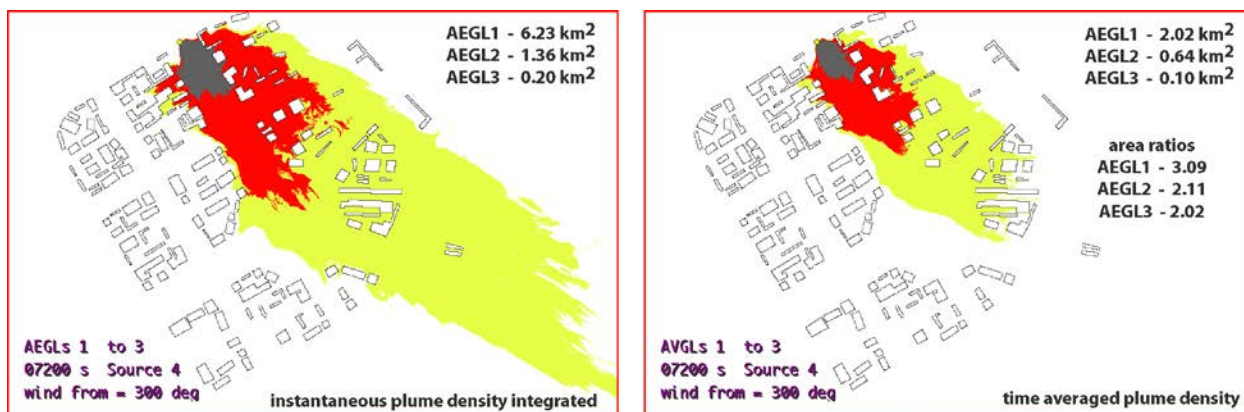 AEGL1 - 6.23 km²
AEGL2 - 1.36 km²
AEGL3 - 0.20 km²
AEGLs 1 to 3
07200 s Source 4
wind from = 300 deg
instantaneous plume density integrated
AEGL1 - 2.02 km²
AEGL2 - 0.64 km²
AEGL3 - 0.10 km²
area ratios
AEGL1 - 3.09
AEGL2 - 2.11
AEGL3 - 2.02
AVGLs 1 to 3
07200 s Source 4
wind from = 300 deg
time averaged plume density